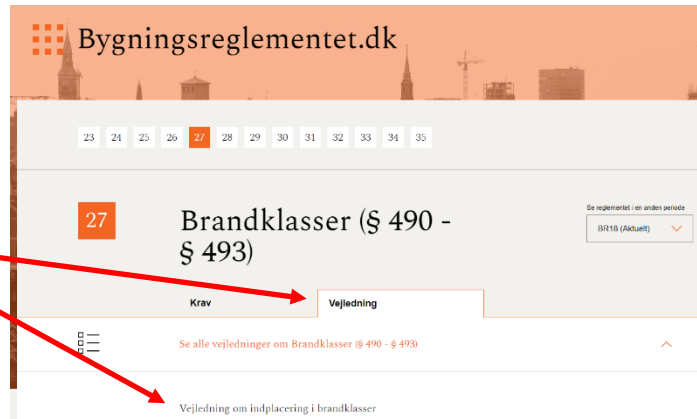 Bygningsreglementet.dk
23 24 25 26 27 28 29 30 31 32 33 34 35
27
Brandklasser (§ 490 -
§ 493)
Se reglementet i en anden periode
BR18 (Aktuelt)
Krav
Vejledning
Se alle vejledninger om Brandklasser (§ 490 - § 493)
Vejledning om indplacering i brandklasser